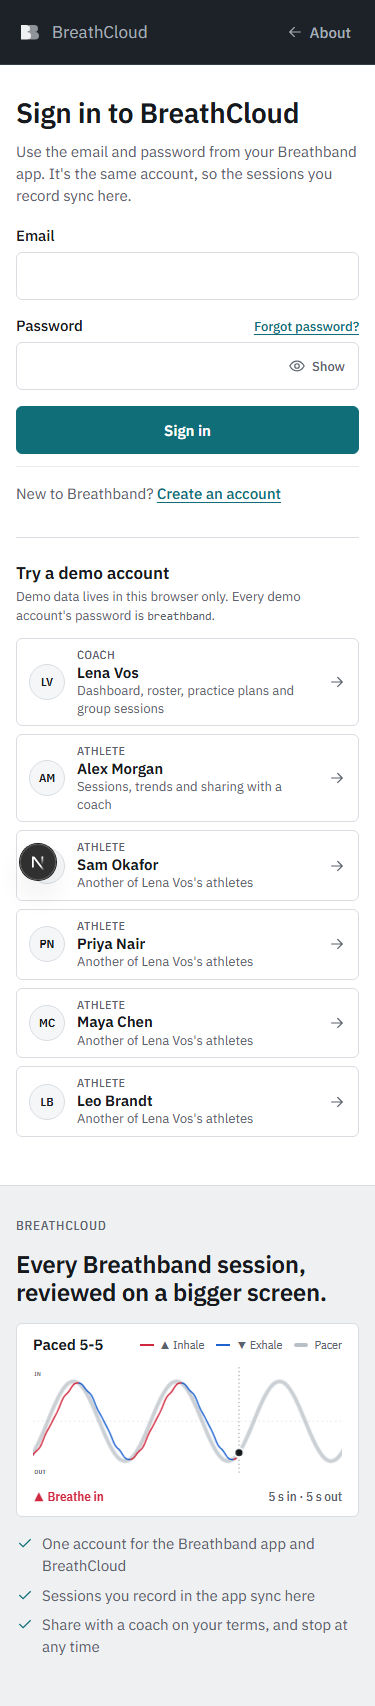 BreathCloud
← About
Sign in to BreathCloud
Use the email and password from your Breathband
app. It's the same account, so the sessions you
record sync here.
Email
Password
Forgot password?
Show
Sign in
New to Breathband? Create an account
Try a demo account
Demo data lives in this browser only. Every demo
account's password is breathband.
COACH
LV
Lena Vos
Dashboard, roster, practice plans and
group sessions
ATHLETE
AM
Alex Morgan
Sessions, trends and sharing with a
coach
ATHLETE
N
Sam Okafor
Another of Lena Vos's athletes
ATHLETE
PN
Priya Nair
Another of Lena Vos's athletes
ATHLETE
MC
Maya Chen
Another of Lena Vos's athletes
ATHLETE
LB
Leo Brandt
Another of Lena Vos's athletes
BREATHCLOUD
Every Breathband session,
reviewed on a bigger screen.
Paced 5-5
▲ Inhale
▼ Exhale
Pacer
IN
OUT
▲ Breathe in
5 s in · 5 s out
One account for the Breathband app and
BreathCloud
Sessions you record in the app sync here
Share with a coach on your terms, and stop at
any time